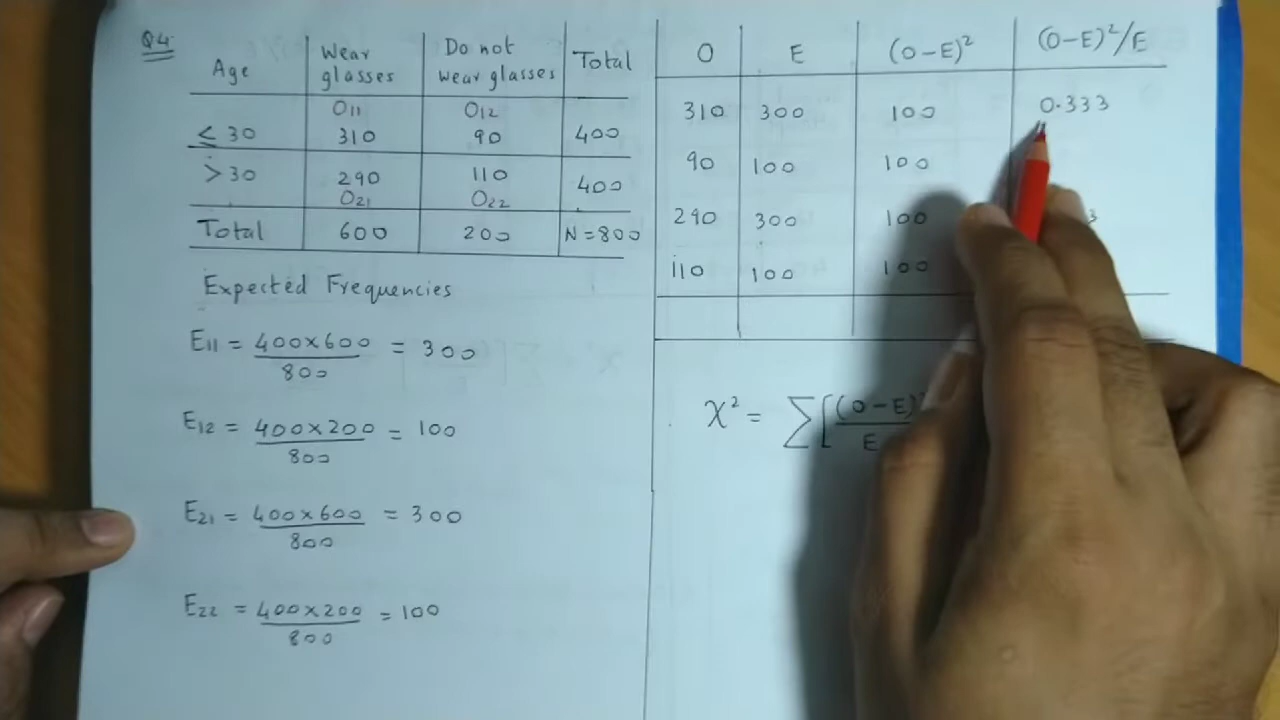 Q4
Age Wear glasses Do not wear glasses Total
O11 O12
≤ 30 310 90 400
> 30 290 110 400
O21 O22
Total 600 200 N = 800
Expected Frequencies
E11 = 400×600 / 800 = 300
E12 = 400×200 / 800 = 100
E21 = 400×600 / 800 = 300
E22 = 400×200 / 800 = 100
O E (O-E)² (O-E)²/E
310 300 100 0.333
90 100 100
290 300 100 3
110 100 100
χ² = Σ[(O-E)² / E